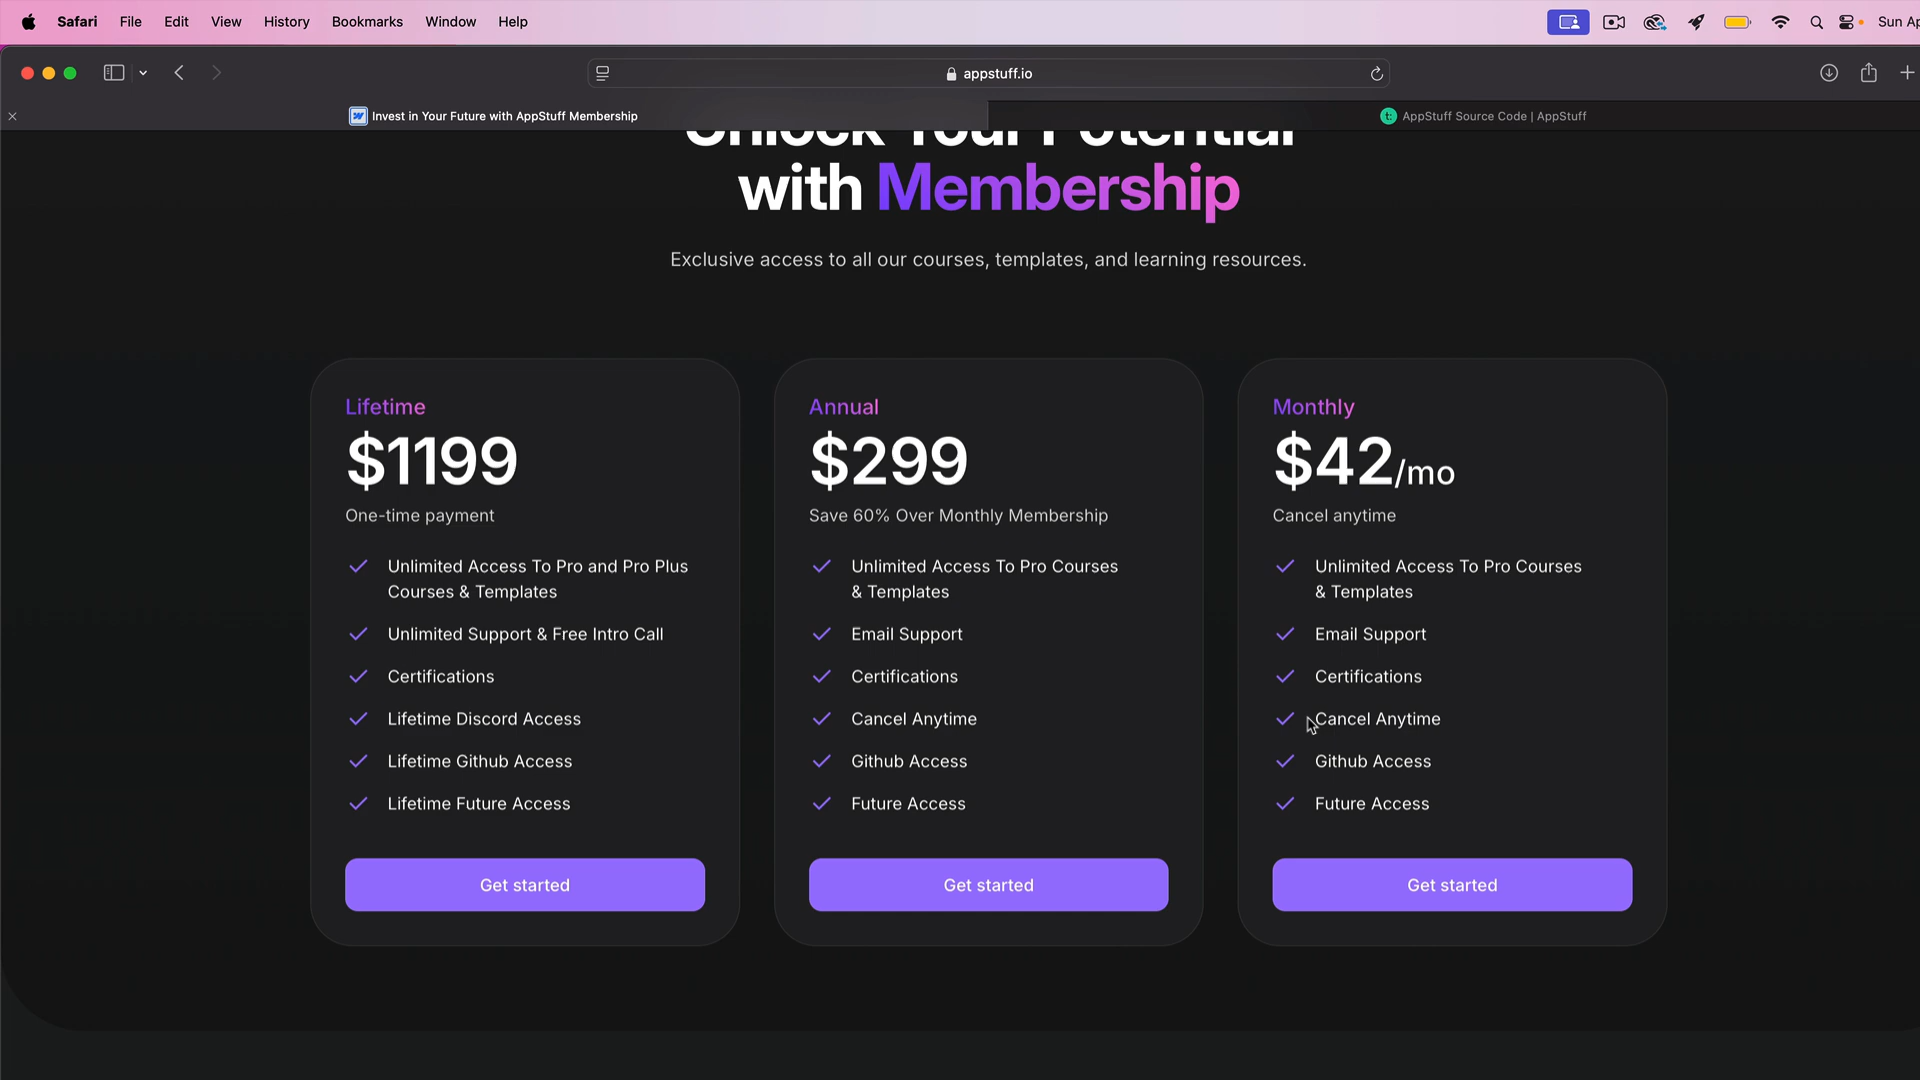 Safari File Edit View History Bookmarks Window Help Sun Ap
appstuff.io
Invest in Your Future with AppStuff Membership
AppStuff Source Code | AppStuff
Unlock Your Potential
with Membership
Exclusive access to all our courses, templates, and learning resources.
Lifetime
$1199
One-time payment
Unlimited Access To Pro and Pro Plus
Courses & Templates
Unlimited Support & Free Intro Call
Certifications
Lifetime Discord Access
Lifetime Github Access
Lifetime Future Access
Get started
Annual
$299
Save 60% Over Monthly Membership
Unlimited Access To Pro Courses
& Templates
Email Support
Certifications
Cancel Anytime
Github Access
Future Access
Get started
Monthly
$42/mo
Cancel anytime
Unlimited Access To Pro Courses
& Templates
Email Support
Certifications
Cancel Anytime
Github Access
Future Access
Get started